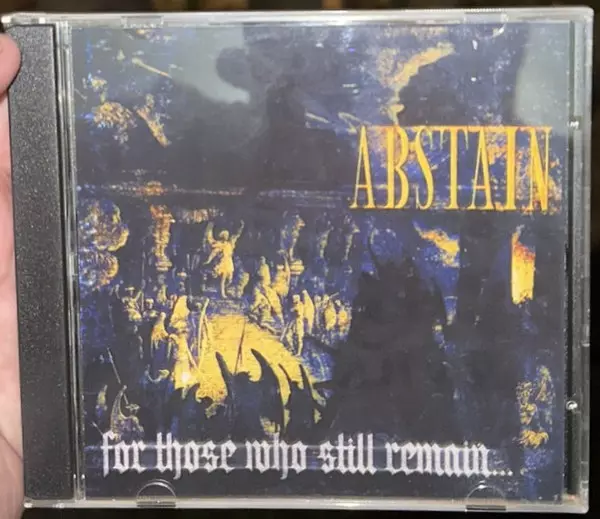 ABSTAIN
for those who still remain...